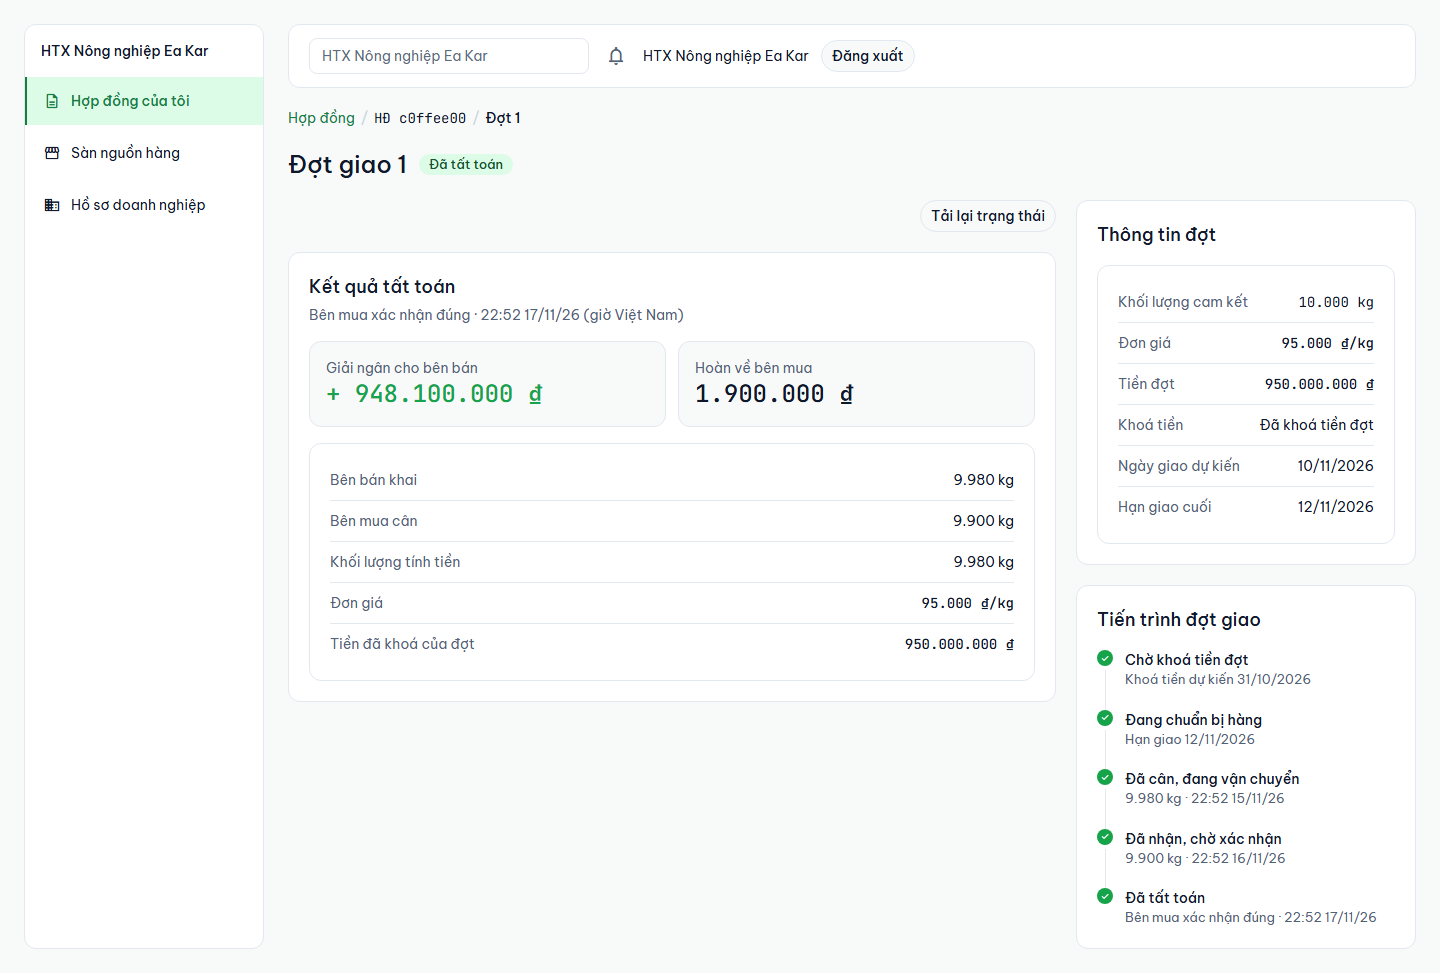 HTX Nông nghiệp Ea Kar
Hợp đồng của tôi
Sàn nguồn hàng
Hồ sơ doanh nghiệp
HTX Nông nghiệp Ea Kar
HTX Nông nghiệp Ea Kar
Đăng xuất
Hợp đồng / HĐ c0ffee00 / Đợt 1
Đợt giao 1
Đã tất toán
Tải lại trạng thái
Kết quả tất toán
Bên mua xác nhận đúng · 22:52 17/11/26 (giờ Việt Nam)
Giải ngân cho bên bán
+ 948.100.000 ₫
Hoàn về bên mua
1.900.000 ₫
Bên bán khai 9.980 kg
Bên mua cân 9.900 kg
Khối lượng tính tiền 9.980 kg
Đơn giá 95.000 ₫/kg
Tiền đã khoá của đợt 950.000.000 ₫
Thông tin đợt
Khối lượng cam kết 10.000 kg
Đơn giá 95.000 ₫/kg
Tiền đợt 950.000.000 ₫
Khoá tiền Đã khoá tiền đợt
Ngày giao dự kiến 10/11/2026
Hạn giao cuối 12/11/2026
Tiến trình đợt giao
Chờ khoá tiền đợt
Khoá tiền dự kiến 31/10/2026
Đang chuẩn bị hàng
Hạn giao 12/11/2026
Đã cân, đang vận chuyển
9.980 kg · 22:52 15/11/26
Đã nhận, chờ xác nhận
9.900 kg · 22:52 16/11/26
Đã tất toán
Bên mua xác nhận đúng · 22:52 17/11/26